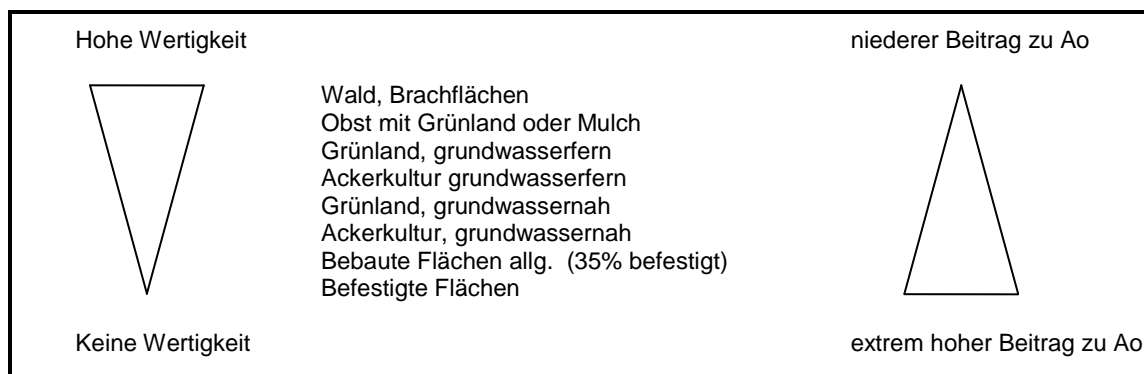 Hohe Wertigkeit
niederer Beitrag zu Ao
Wald, Brachflächen
Obst mit Grünland oder Mulch
Grünland, grundwasserfern
Ackerkultur grundwasserfern
Grünland, grundwassernah
Ackerkultur, grundwassernah
Bebaute Flächen allg. (35% befestigt)
Befestigte Flächen
Keine Wertigkeit
extrem hoher Beitrag zu Ao